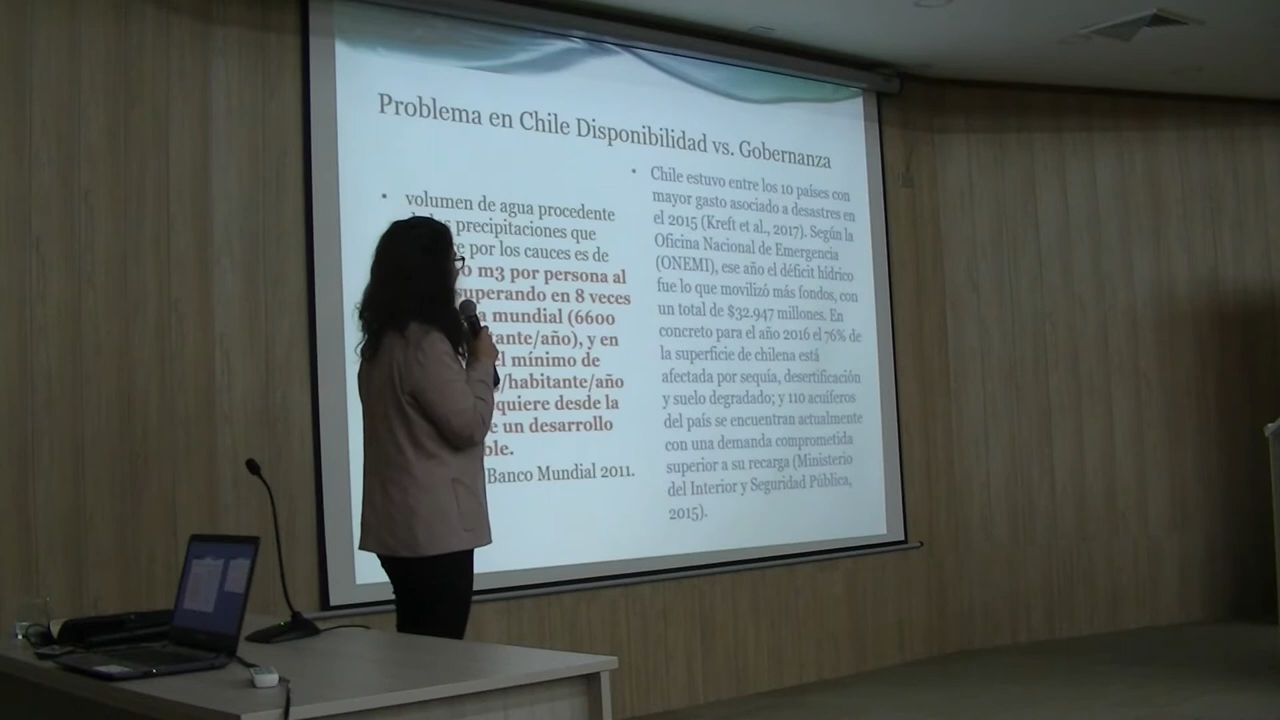 Problema en Chile Disponibilidad vs. Gobernanza
• volumen de agua procedente
precipitaciones que
por los cauces es de
m3 por persona al
superando en 8 veces
mundial (6600
y en
mínimo de
/habitante/año
desde la
un desarrollo
Banco Mundial 2011.
• Chile estuvo entre los 10 países con
mayor gasto asociado a desastres en
el 2015 (Kreft et al., 2017). Según la
Oficina Nacional de Emergencia
(ONEMI), ese año el déficit hídrico
fue lo que movilizó más fondos, con
un total de $32.947 millones. En
concreto para el año 2016 el 76% de
la superficie de chilena está
afectada por sequía, desertificación
y suelo degradado; y 110 acuíferos
del país se encuentran actualmente
con una demanda comprometida
superior a su recarga (Ministerio
del Interior y Seguridad Pública,
2015).